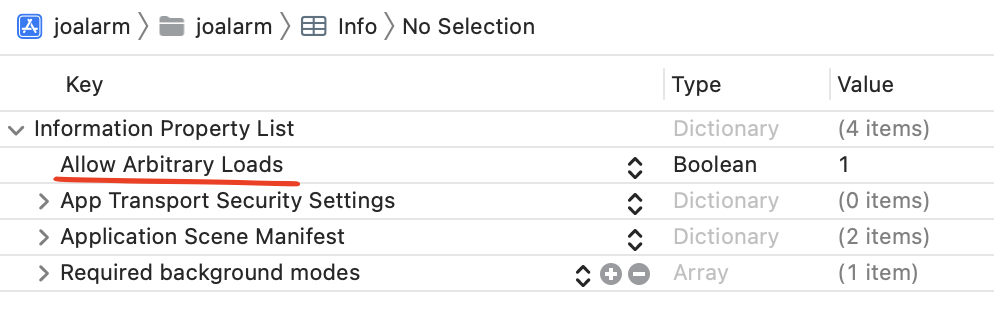 joalarm joalarm Info No Selection
Key Type Value
Information Property List Dictionary (4 items)
Allow Arbitrary Loads Boolean 1
App Transport Security Settings Dictionary (0 items)
Application Scene Manifest Dictionary (2 items)
Required background modes Array (1 item)